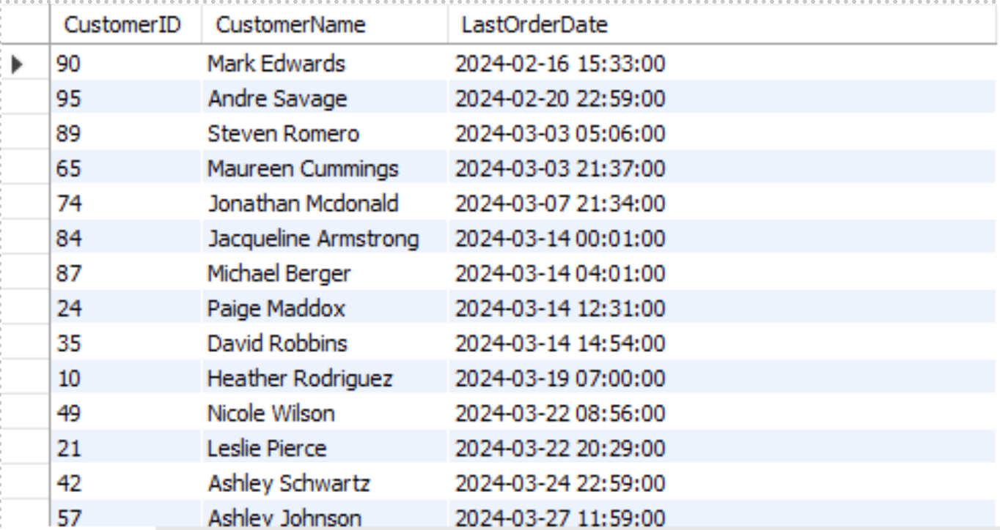 CustomerID CustomerName LastOrderDate
90 Mark Edwards 2024-02-16 15:33:00
95 Andre Savage 2024-02-20 22:59:00
89 Steven Romero 2024-03-03 05:06:00
65 Maureen Cummings 2024-03-03 21:37:00
74 Jonathan Mcdonald 2024-03-07 21:34:00
84 Jacqueline Armstrong 2024-03-14 00:01:00
87 Michael Berger 2024-03-14 04:01:00
24 Paige Maddox 2024-03-14 12:31:00
35 David Robbins 2024-03-14 14:54:00
10 Heather Rodriguez 2024-03-19 07:00:00
49 Nicole Wilson 2024-03-22 08:56:00
21 Leslie Pierce 2024-03-22 20:29:00
42 Ashley Schwartz 2024-03-24 22:59:00
57 Ashley Johnson 2024-03-27 11:59:00